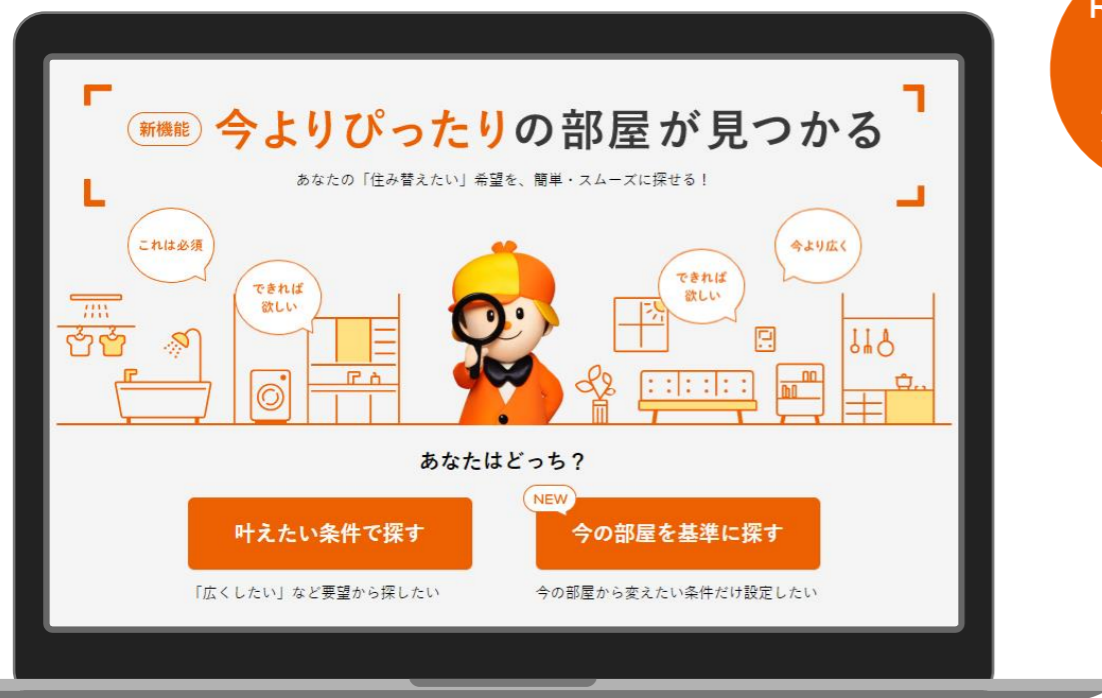 新機能
今よりぴったりの部屋が見つかる
あなたの「住み替えたい」希望を、簡単・スムーズに探せる！
これは必須
できれば
欲しい
できれば
欲しい
今より広く
あなたはどっち？
叶えたい条件で探す
「広くしたい」など要望から探したい
NEW
今の部屋を基準に探す
今の部屋から変えたい条件だけ設定したい